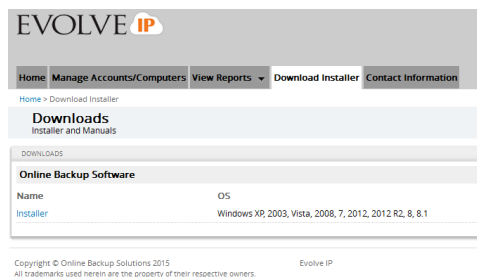 EVOLVE IP
Home Manage Accounts/Computers View Reports Download Installer Contact Information
Home > Download Installer
Downloads
Installer and Manuals
DOWNLOADS
Online Backup Software
Name OS
Installer Windows XP, 2003, Vista, 2008, 7, 2012, 2012 R2, 8, 8.1
Copyright © Online Backup Solutions 2015 Evolve IP
All trademarks used herein are the property of their respective owners.